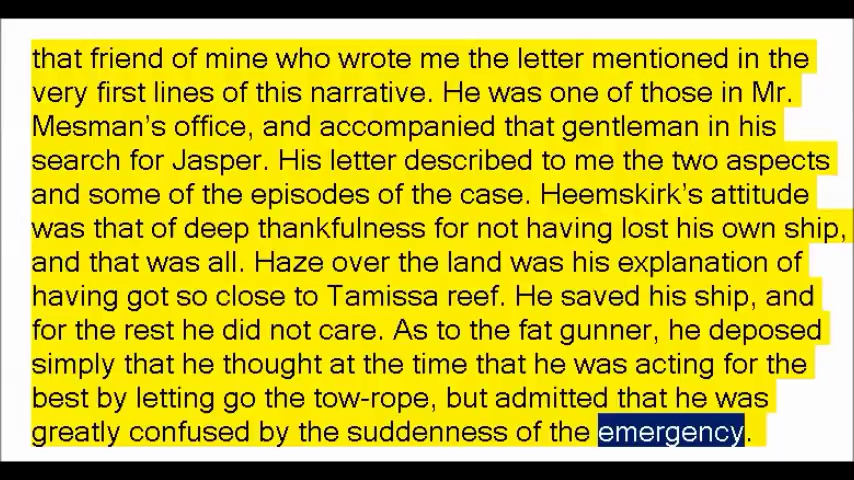 that friend of mine who wrote me the letter mentioned in the
very first lines of this narrative. He was one of those in Mr.
Mesman's office, and accompanied that gentleman in his
search for Jasper. His letter described to me the two aspects
and some of the episodes of the case. Heemskirk's attitude
was that of deep thankfulness for not having lost his own ship,
and that was all. Haze over the land was his explanation of
having got so close to Tamissa reef. He saved his ship, and
for the rest he did not care. As to the fat gunner, he deposed
simply that he thought at the time that he was acting for the
best by letting go the tow-rope, but admitted that he was
greatly confused by the suddenness of the emergency.